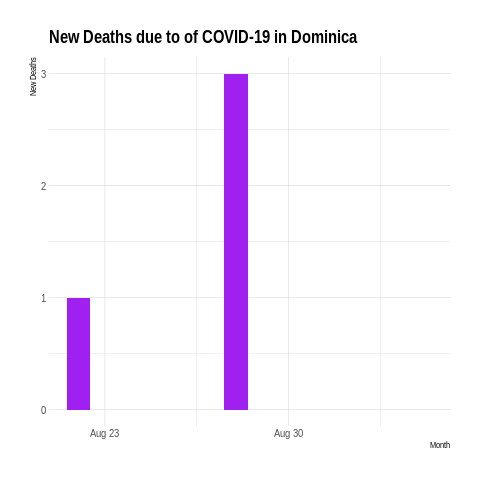 New Deaths due to of COVID-19 in Dominica
New Deaths
3
2
1
0
Aug 23
Aug 30
Month